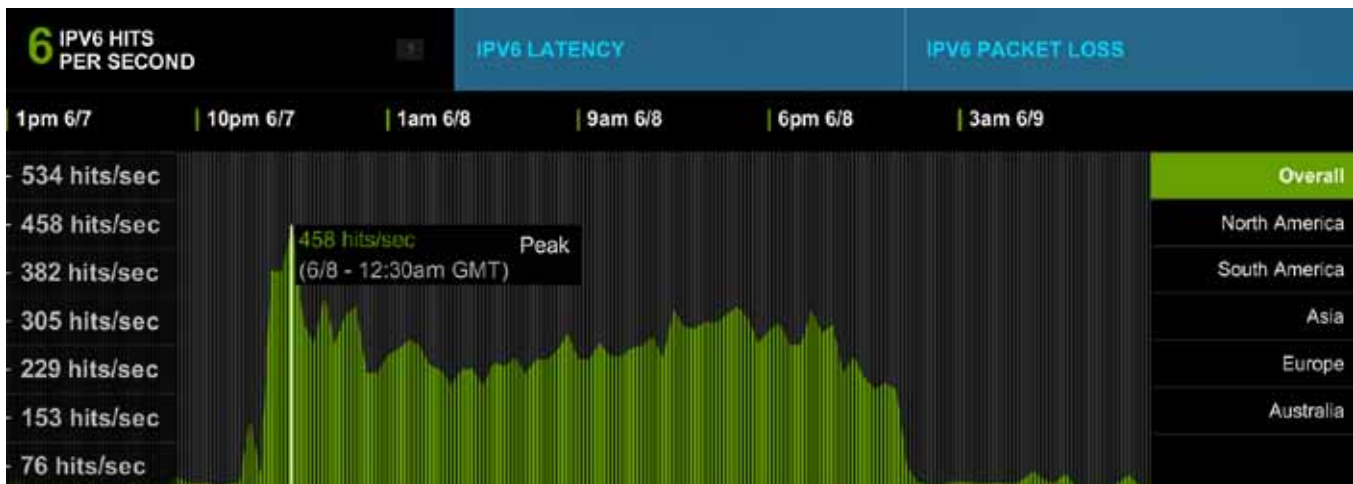 6 IPV6 HITS
PER SECOND
IPV6 LATENCY
IPV6 PACKET LOSS
1pm 6/7
10pm 6/7
1am 6/8
9am 6/8
6pm 6/8
3am 6/9
534 hits/sec
458 hits/sec
382 hits/sec
305 hits/sec
229 hits/sec
153 hits/sec
76 hits/sec
458 hits/sec
Peak
(6/8 - 12:30am GMT)
Overall
North America
South America
Asia
Europe
Australia